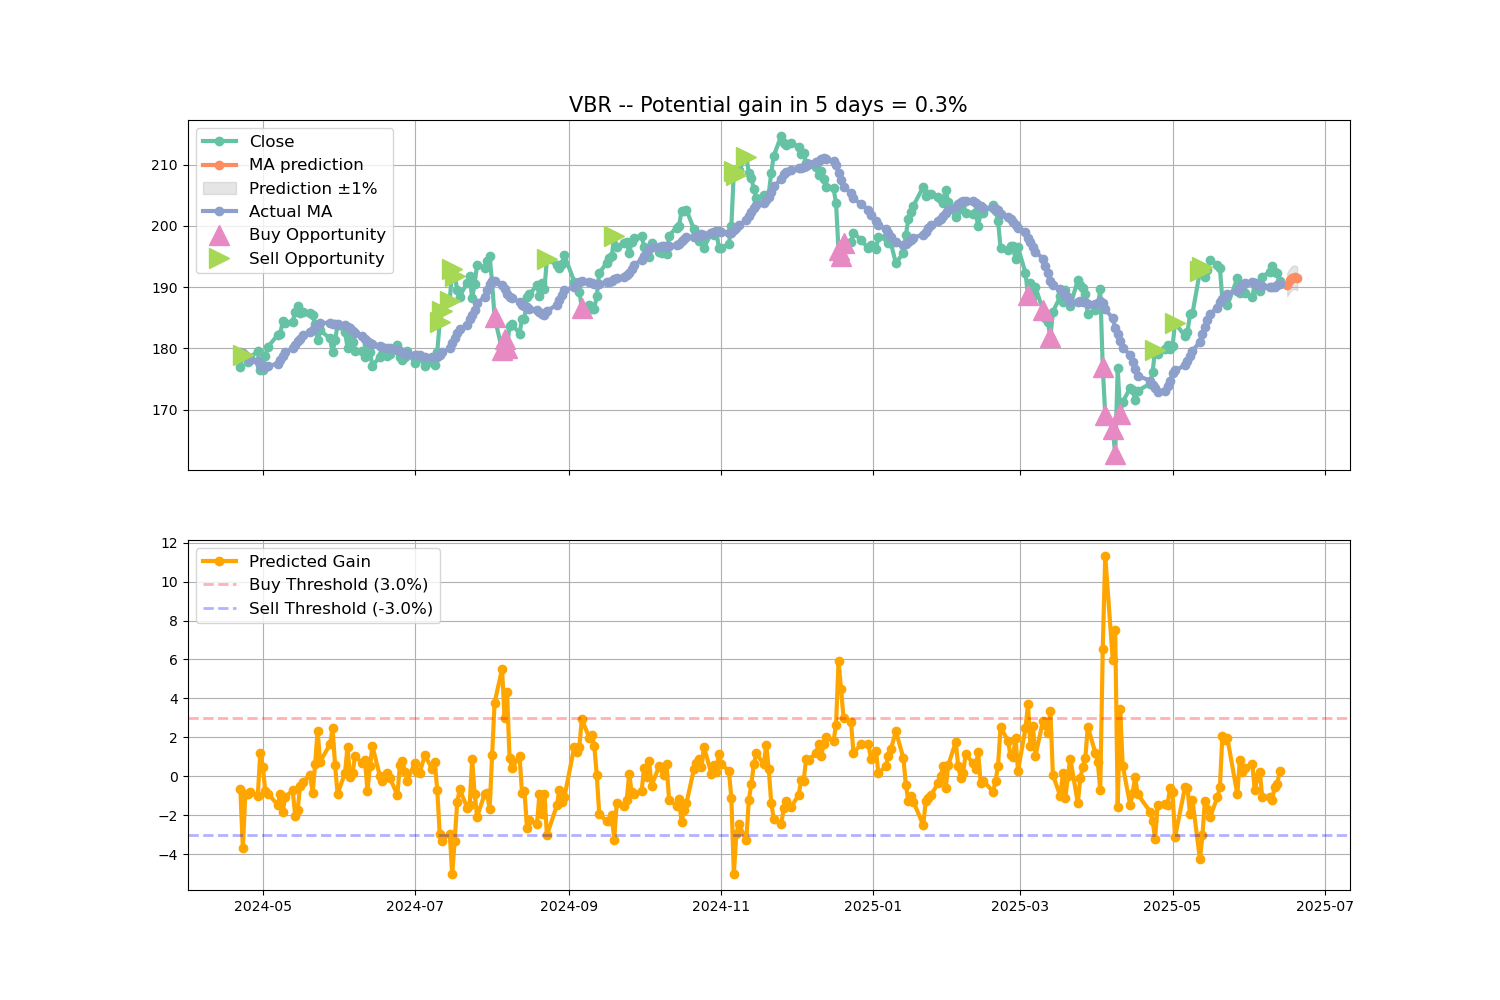 VBR -- Potential gain in 5 days = 0.3%
Close
MA prediction
Prediction ±1%
Actual MA
Buy Opportunity
Sell Opportunity
210
200
190
180
170
Predicted Gain
Buy Threshold (3.0%)
Sell Threshold (-3.0%)
12
10
8
6
4
2
0
−2
−4
2024-05 2024-07 2024-09 2024-11 2025-01 2025-03 2025-05 2025-07